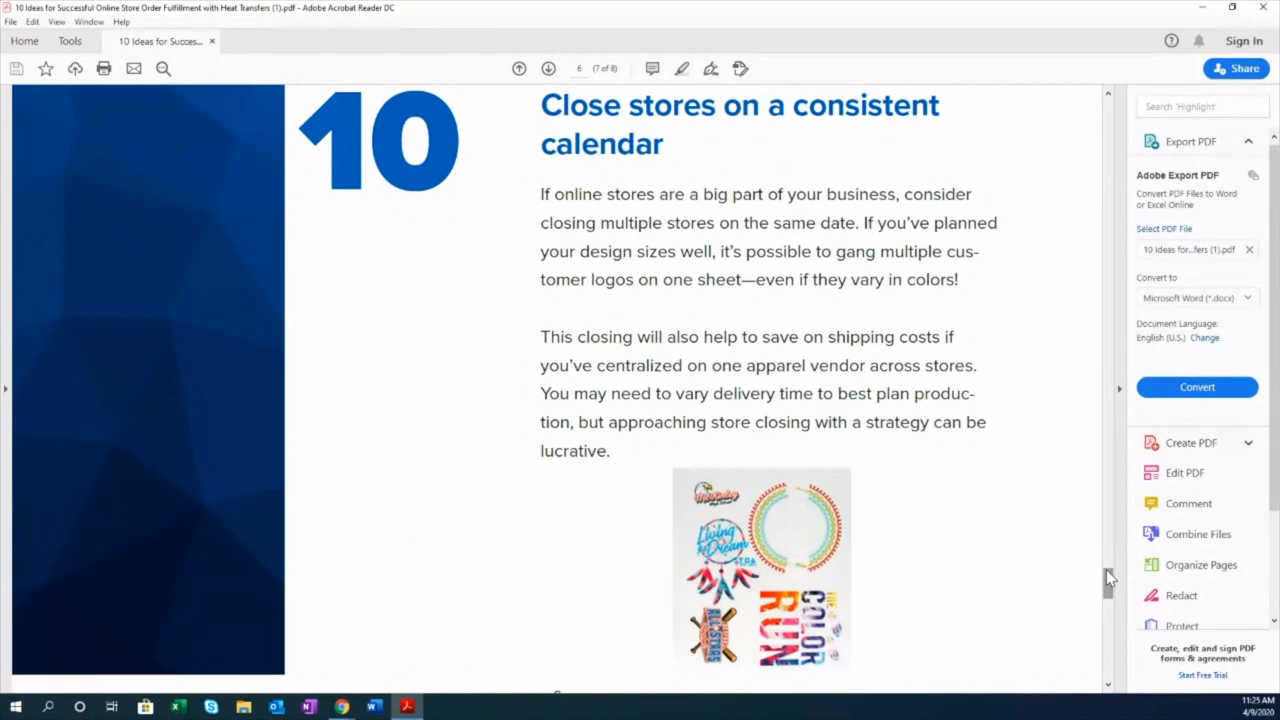 10 Ideas for Successful Online Store Order Fulfillment with Heat Transfers (1).pdf - Adobe Acrobat Reader DC
File Edit View Window Help
Home Tools 10 Ideas for Succes... ×
Sign In
6 (7 of 8)
Share
10
Close stores on a consistent
calendar
If online stores are a big part of your business, consider
closing multiple stores on the same date. If you’ve planned
your design sizes well, it’s possible to gang multiple cus-
tomer logos on one sheet—even if they vary in colors!
This closing will also help to save on shipping costs if
you’ve centralized on one apparel vendor across stores.
You may need to vary delivery time to best plan produc-
tion, but approaching store closing with a strategy can be
lucrative.
Living
the Dream
ALL STARS
THE
COLOR
RUN
Search 'Highlight'
Export PDF
Adobe Export PDF
Convert PDF Files to Word
or Excel Online
Select PDF File
10 Ideas for...fers (1).pdf
Convert to
Microsoft Word (*.docx)
Document Language:
English (U.S.) Change
Convert
Create PDF
Edit PDF
Comment
Combine Files
Organize Pages
Redact
Protect
Create, edit and sign PDF
forms & agreements
Start Free Trial
11:25 AM
4/9/2020